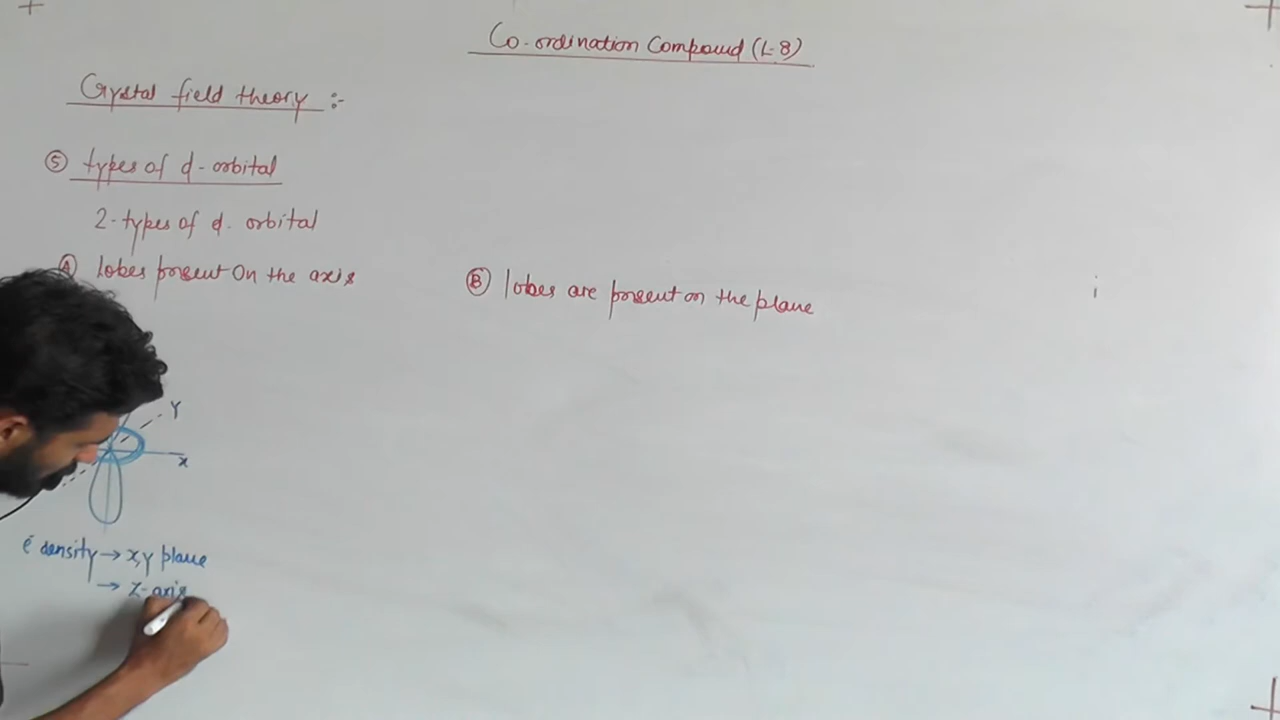 Co-ordination Compound (L-8)
Crystal field theory :-
⑤ types of d-orbital
2-types of d. orbital
Ⓐ lobes present On the axis
Ⓑ lobes are present on the plane
i
Y
X
e⁻ density → x,y plane
→ Z-axis